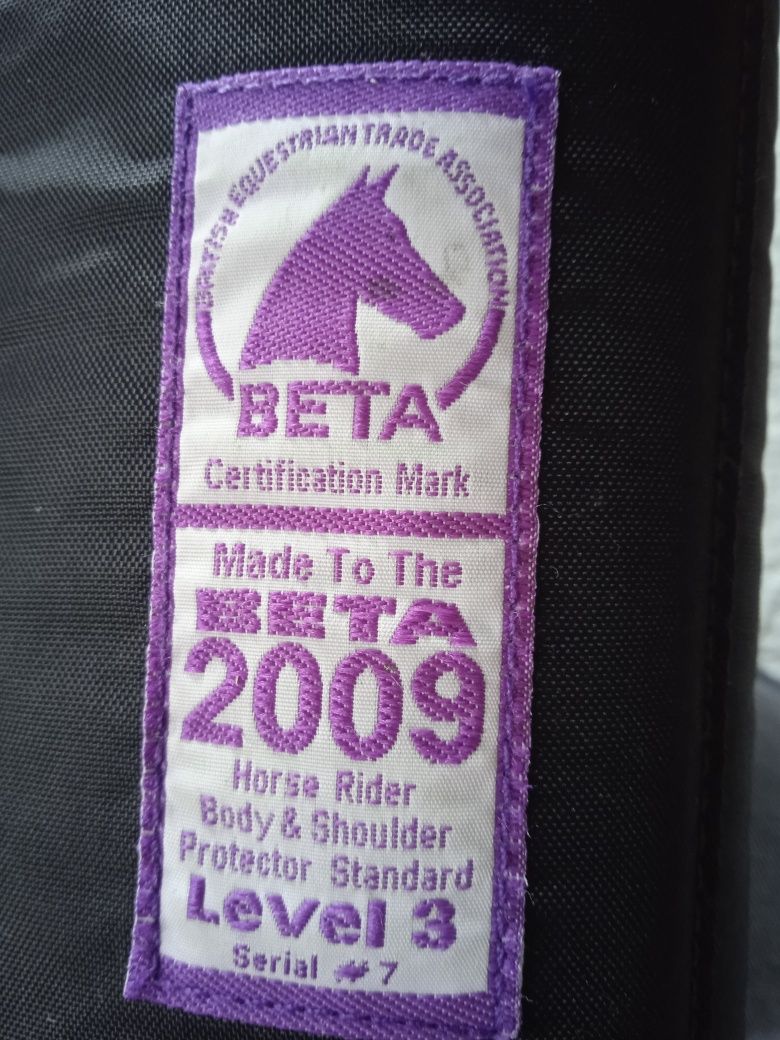 BRITISH EQUESTRIAN TRADE ASSOCIATION
BETA
Certification Mark
Made To The
BETA
2009
Horse Rider
Body & Shoulder
Protector Standard
Level 3
Serial 7